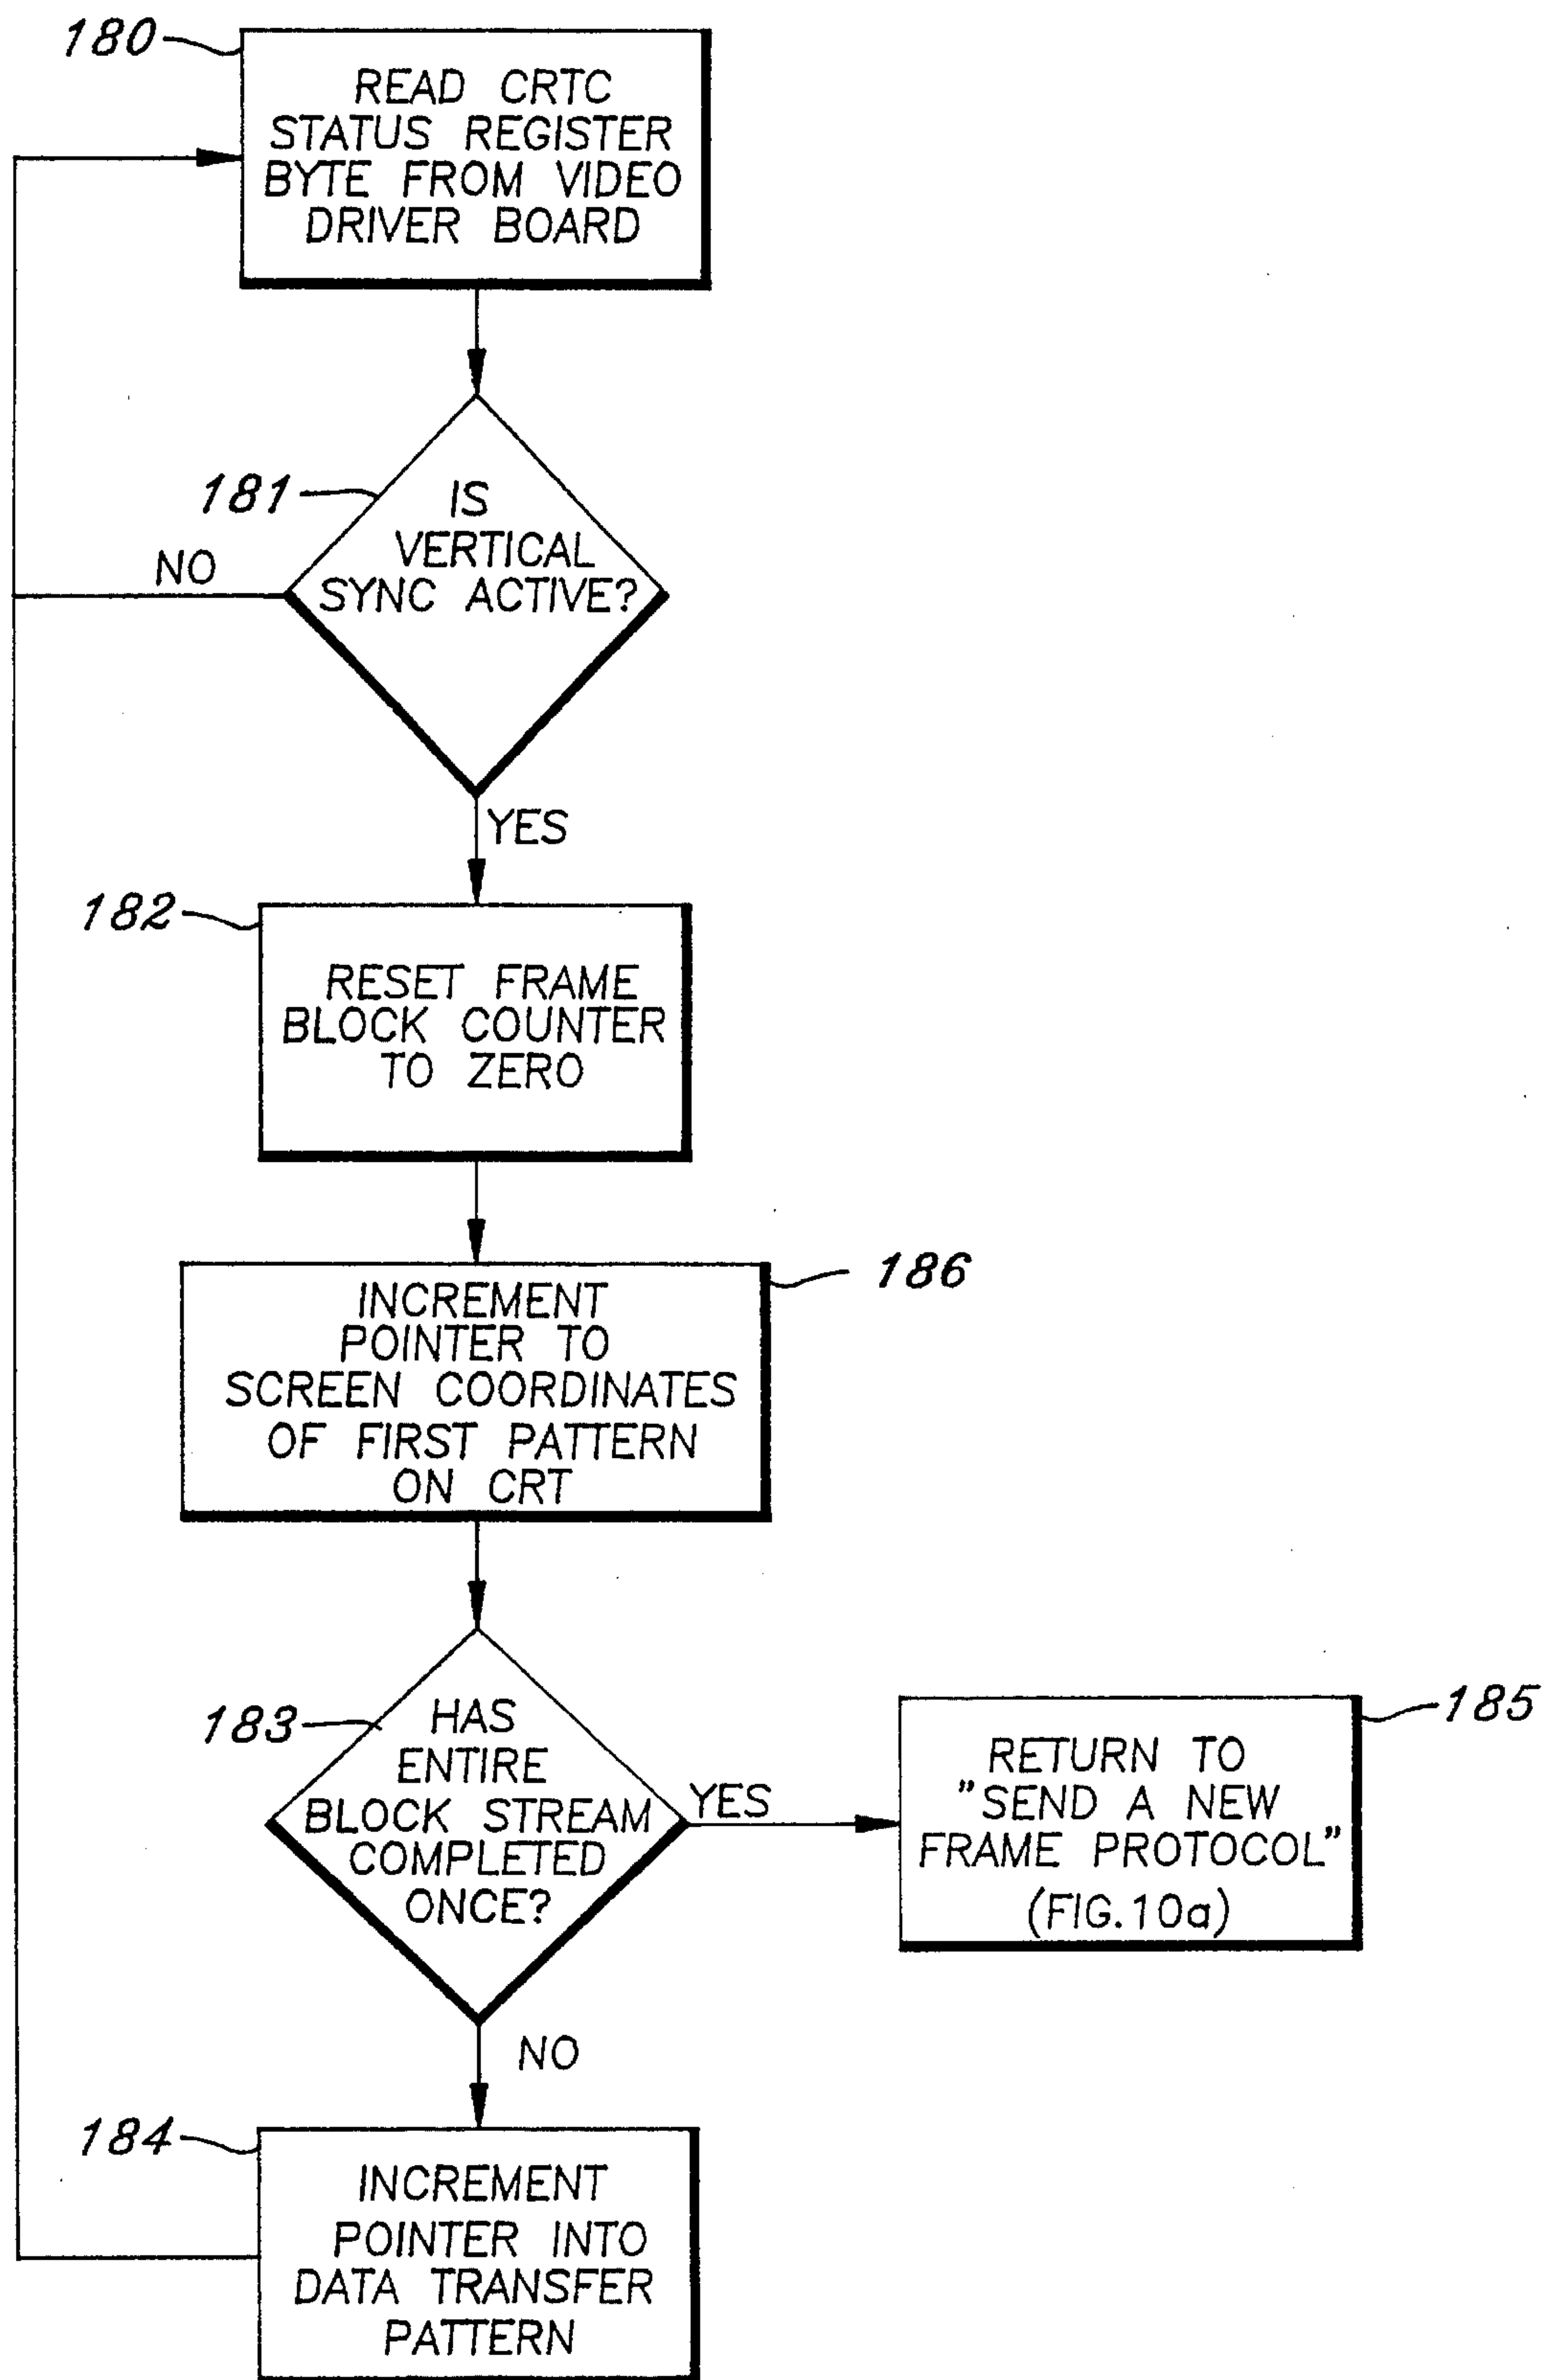 180
READ CRTC
STATUS REGISTER
BYTE FROM VIDEO
DRIVER BOARD
181
IS
VERTICAL
SYNC ACTIVE?
NO
YES
182
RESET FRAME
BLOCK COUNTER
TO ZERO
186
INCREMENT
POINTER TO
SCREEN COORDINATES
OF FIRST PATTERN
ON CRT
183
HAS
ENTIRE
BLOCK STREAM
COMPLETED
ONCE?
YES
185
RETURN TO
"SEND A NEW
FRAME PROTOCOL"
(FIG.10a)
NO
184
INCREMENT
POINTER INTO
DATA TRANSFER
PATTERN